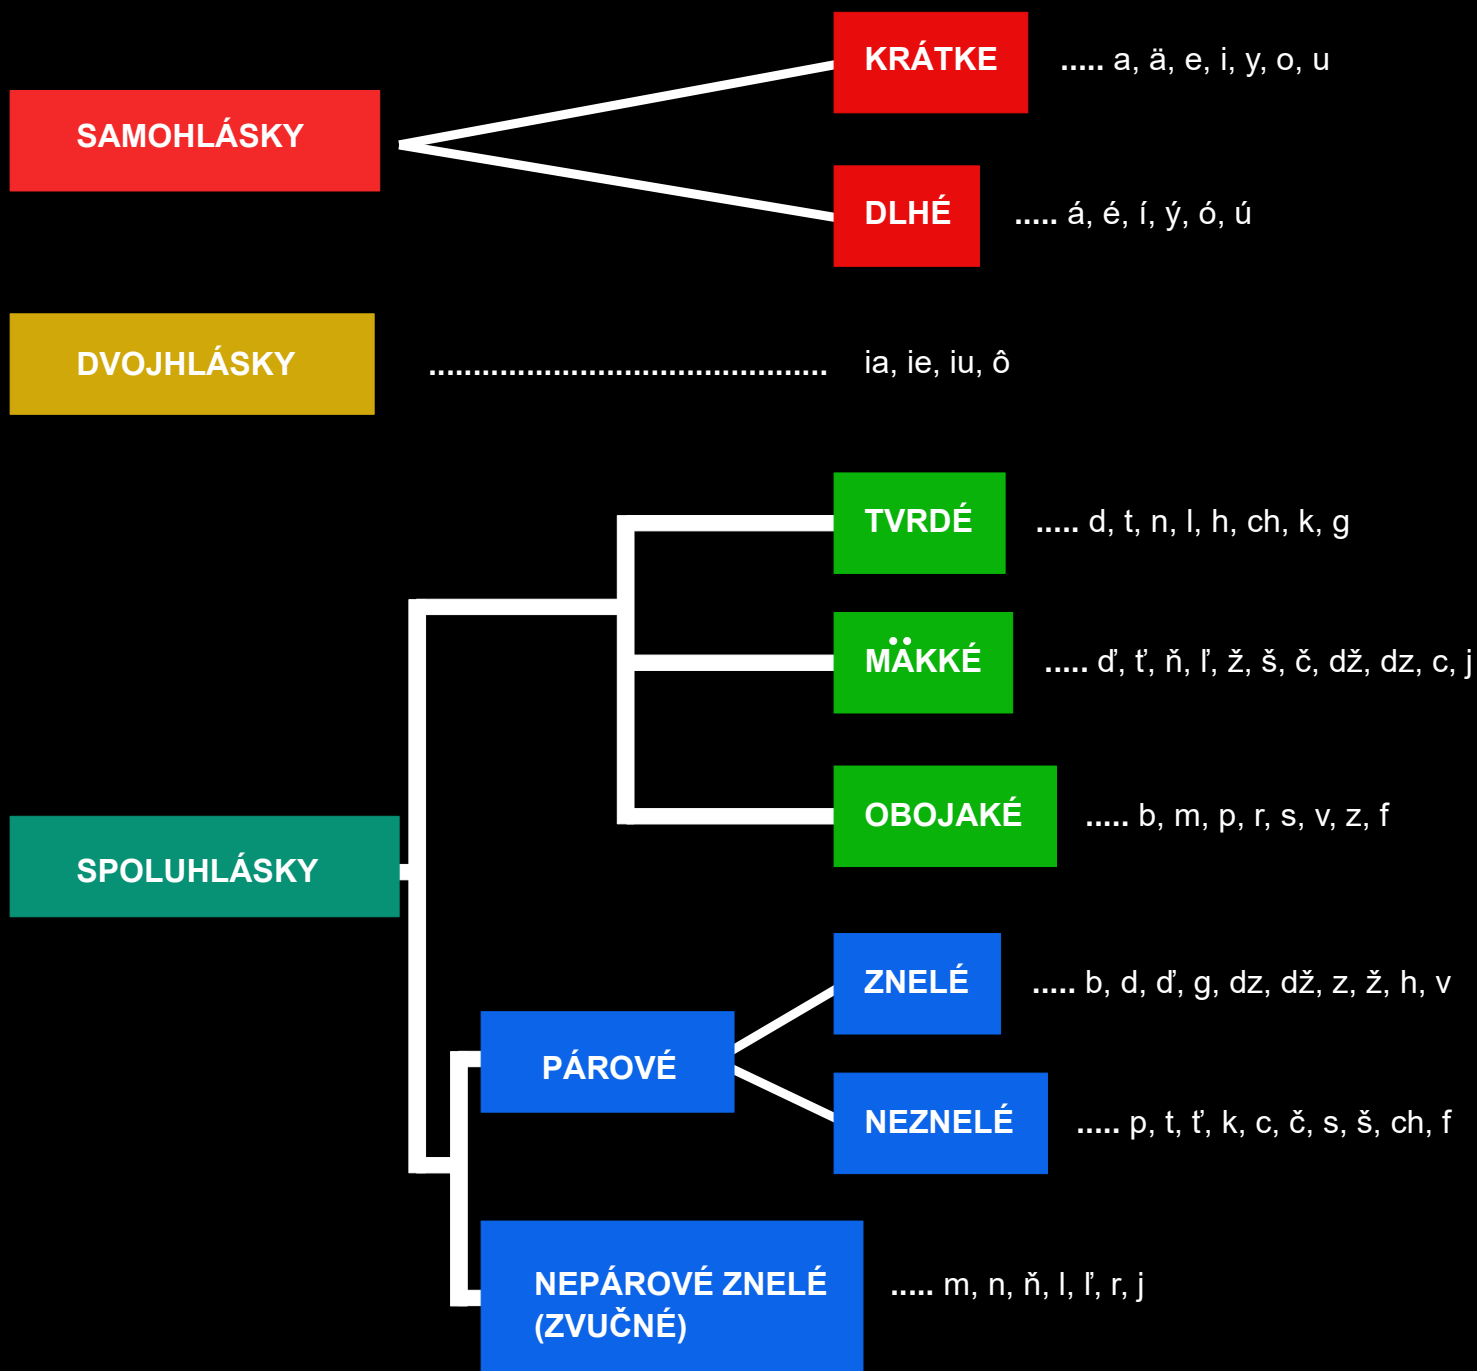 SAMOHLÁSKY
KRÁTKE ..... a, ä, e, i, y, o, u
DLHÉ ..... á, é, í, ý, ó, ú
DVOJHLÁSKY ............................................. ia, ie, iu, ô
SPOLUHLÁSKY
TVRDÉ ..... d, t, n, l, h, ch, k, g
MÄKKÉ ..... ď, ť, ň, ľ, ž, š, č, dž, dz, c, j
OBOJAKÉ ..... b, m, p, r, s, v, z, f
PÁROVÉ
ZNELÉ ..... b, d, ď, g, dz, dž, z, ž, h, v
NEZNELÉ ..... p, t, ť, k, c, č, s, š, ch, f
NEPÁROVÉ ZNELÉ
(ZVUČNÉ) ..... m, n, ň, l, ľ, r, j